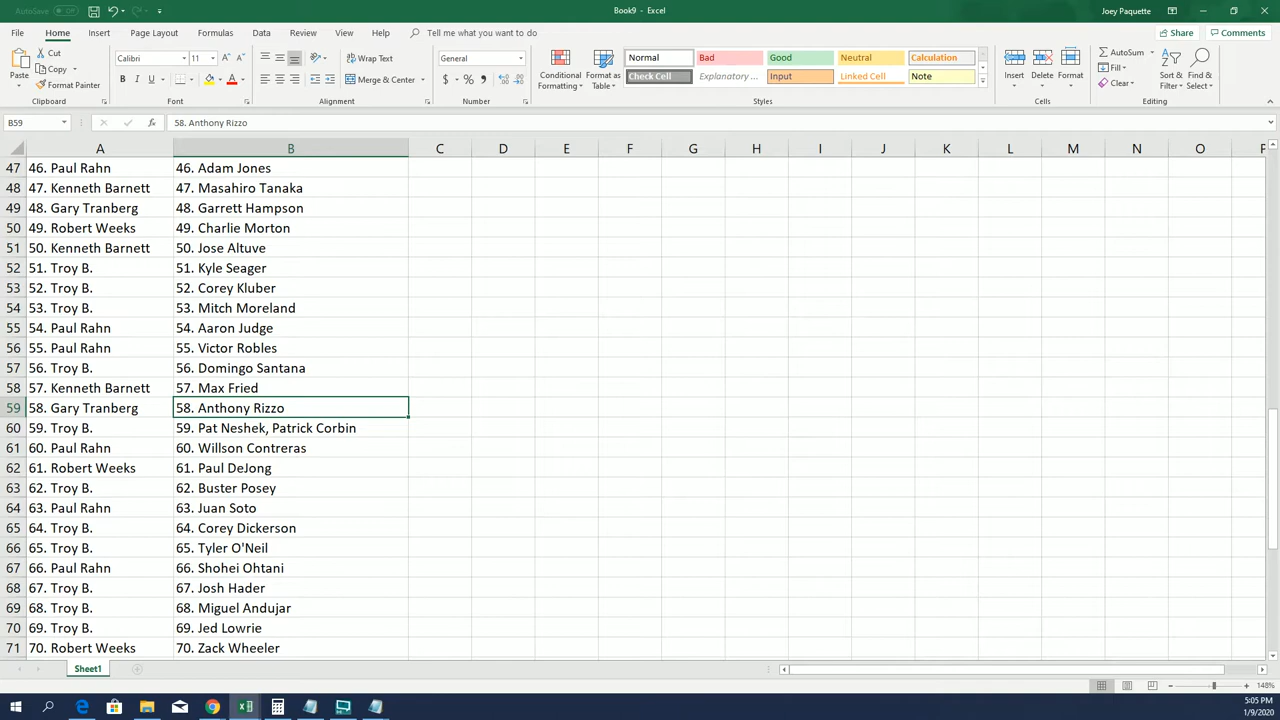 AutoSave Off Book9 - Excel Joey Paquette
File Home Insert Page Layout Formulas Data Review View Help Tell me what you want to do Share Comments
Paste Cut Copy Format Painter Clipboard
Calibri 11 B I U A A Font
Wrap Text Merge & Center Alignment
General $ % , Number
Conditional Formatting Format as Table
Normal Bad Good Neutral Calculation
Check Cell Explanatory ... Input Linked Cell Note
Styles
Insert Delete Format Cells
AutoSum Fill Clear Sort & Filter Find & Select Editing
B59 fx 58. Anthony Rizzo
A B C D E F G H I J K L M N O
47 46. Paul Rahn 46. Adam Jones
48 47. Kenneth Barnett 47. Masahiro Tanaka
49 48. Gary Tranberg 48. Garrett Hampson
50 49. Robert Weeks 49. Charlie Morton
51 50. Kenneth Barnett 50. Jose Altuve
52 51. Troy B. 51. Kyle Seager
53 52. Troy B. 52. Corey Kluber
54 53. Troy B. 53. Mitch Moreland
55 54. Paul Rahn 54. Aaron Judge
56 55. Paul Rahn 55. Victor Robles
57 56. Troy B. 56. Domingo Santana
58 57. Kenneth Barnett 57. Max Fried
59 58. Gary Tranberg 58. Anthony Rizzo
60 59. Troy B. 59. Pat Neshek, Patrick Corbin
61 60. Paul Rahn 60. Willson Contreras
62 61. Robert Weeks 61. Paul DeJong
63 62. Troy B. 62. Buster Posey
64 63. Paul Rahn 63. Juan Soto
65 64. Troy B. 64. Corey Dickerson
66 65. Troy B. 65. Tyler O'Neil
67 66. Paul Rahn 66. Shohei Ohtani
68 67. Troy B. 67. Josh Hader
69 68. Troy B. 68. Miguel Andujar
70 69. Troy B. 69. Jed Lowrie
71 70. Robert Weeks 70. Zack Wheeler
Sheet1
148%
5:05 PM
1/9/2020